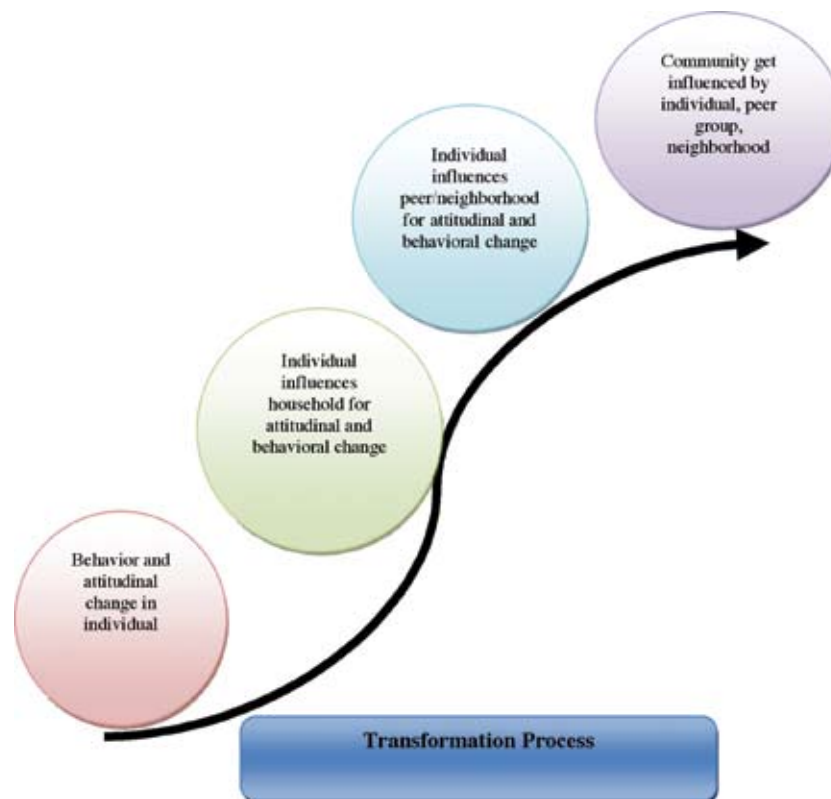 Community get
influenced by
individual, peer
group,
neighborhood
Individual
influences
peer/neighborhood
for attitudinal and
behavioral change
Individual
influences
household for
attitudinal and
behavioral change
Behavior and
attitudinal
change in
individual
Transformation Process